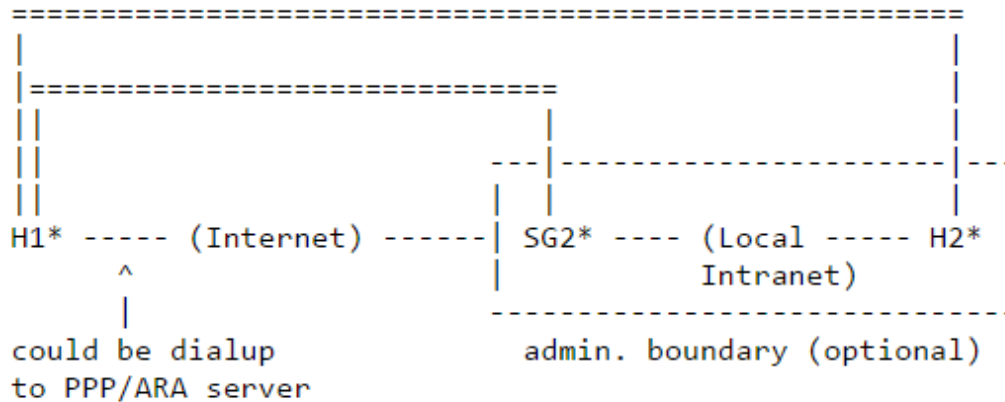 H1* ----- (Internet) ------| SG2* ---- (Local ----- H2*
^ Intranet)
could be dialup admin. boundary (optional)
to PPP/ARA server